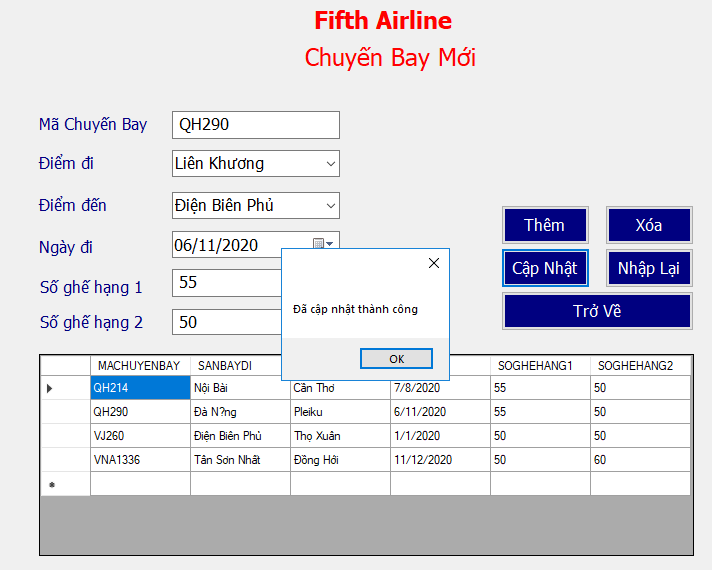 Fifth Airline
Chuyến Bay Mới
Mã Chuyến Bay QH290
Điểm đi Liên Khương
Điểm đến Điện Biên Phủ
Ngày đi 06/11/2020
Số ghế hạng 1 55
Số ghế hạng 2 50
Thêm Xóa
Cập Nhật Nhập Lại
Trở Về
Đã cập nhật thành công
OK
MACHUYENBAY SANBAYDI SOGHEHANG1 SOGHEHANG2
QH214 Nội Bài Cần Thơ 7/8/2020 55 50
QH290 Đà N?ng Pleiku 6/11/2020 55 50
VJ260 Điện Biên Phủ Thọ Xuân 1/1/2020 50 50
VNA1336 Tân Sơn Nhất Đồng Hới 11/12/2020 50 60